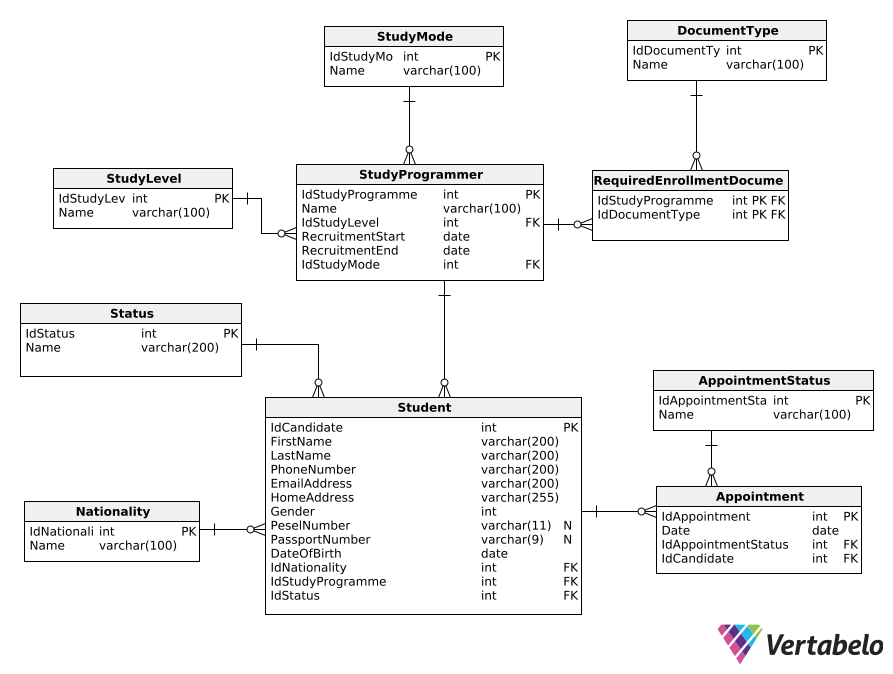 StudyMode
IdStudyMo int PK
Name varchar(100)
DocumentType
IdDocumentTy int PK
Name varchar(100)
StudyLevel
IdStudyLev int PK
Name varchar(100)
StudyProgrammer
IdStudyProgramme int PK
Name varchar(100)
IdStudyLevel int FK
RecruitmentStart date
RecruitmentEnd date
IdStudyMode int FK
RequiredEnrollmentDocume
IdStudyProgramme int PK FK
IdDocumentType int PK FK
Status
IdStatus int PK
Name varchar(200)
Student
IdCandidate int PK
FirstName varchar(200)
LastName varchar(200)
PhoneNumber varchar(200)
EmailAddress varchar(200)
HomeAddress varchar(255)
Gender int
PeselNumber varchar(11) N
PassportNumber varchar(9) N
DateOfBirth date
IdNationality int FK
IdStudyProgramme int FK
IdStatus int FK
AppointmentStatus
IdAppointmentSta int PK
Name varchar(100)
Nationality
IdNationali int PK
Name varchar(100)
Appointment
IdAppointment int PK
Date date
IdAppointmentStatus int FK
IdCandidate int FK
Vertabelo